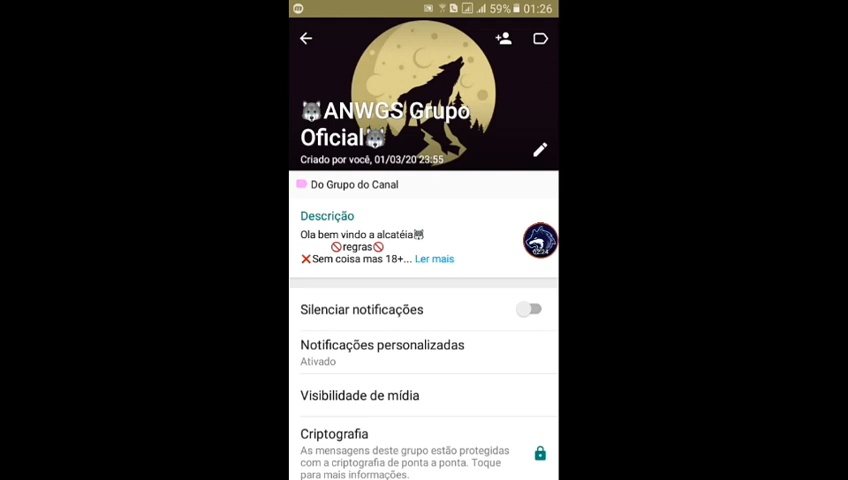 59% 01:26
🐺ANWGS Grupo
Oficial🐺
Criado por você, 01/03/20 23:55
Do Grupo do Canal
Descrição
Ola bem vindo a alcatéia🐺
🚫regras🚫
❌Sem coisa mas 18+... Ler mais
02:24
Silenciar notificações
Notificações personalizadas
Ativado
Visibilidade de mídia
Criptografia
As mensagens deste grupo estão protegidas
com a criptografia de ponta a ponta. Toque
para mais informações.